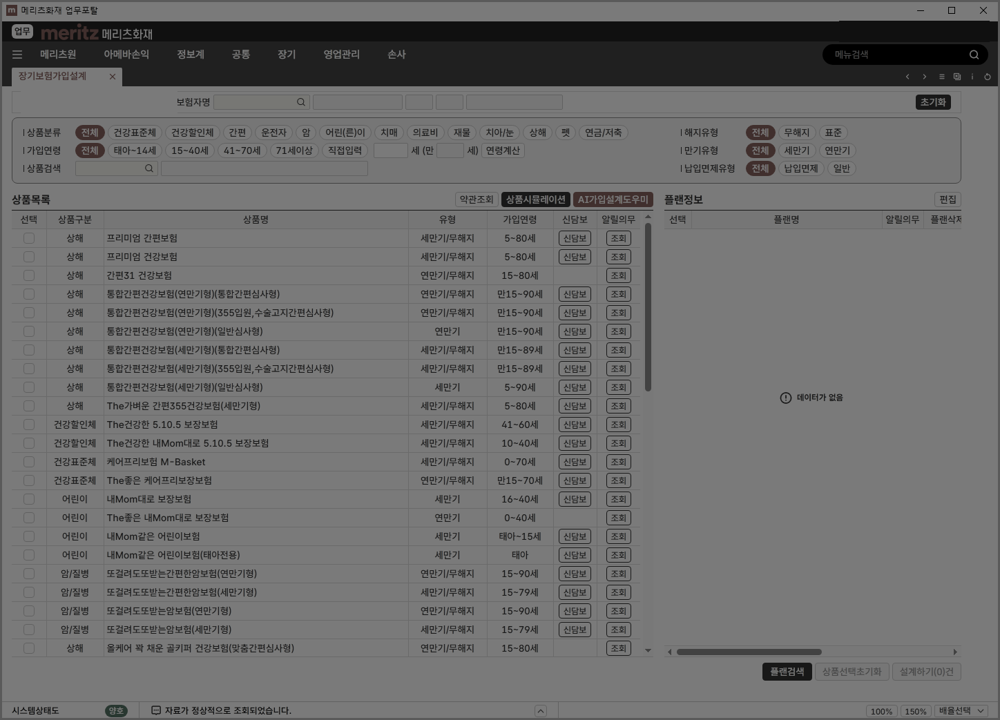 메리츠화재 업무포탈
업무 meritz 메리츠화재
메리츠원 아메바손익 정보계 공통 장기 영업관리 손사 메뉴검색
장기보험가입설계
보험자명 초기화
상품분류 전체 건강표준체 건강할인체 간편 운전자 암 어린(른)이 치매 의료비 재물 치아/눈 상해 펫 연금/저축 해지유형 전체 무해지 표준
가입연령 전체 태아~14세 15~40세 41~70세 71세이상 직접입력 세 (만 세) 연령계산 만기유형 전체 세만기 연만기
상품검색 납입면제유형 전체 납입면제 일반
상품목록 약관조회 상품시뮬레이션 AI가입설계도우미 플랜정보 편집
선택 상품구분 상품명 유형 가입연령 신담보 알릴의무 선택 플랜명 알릴의무 플랜삭제
상해 프리미엄 간편보험 세만기/무해지 5~80세 신담보 조회
상해 프리미엄 건강보험 세만기/무해지 5~80세 신담보 조회
상해 간편31 건강보험 연만기/무해지 15~80세 조회
상해 통합간편건강보험(연만기형)(통합간편심사형) 연만기/무해지 만15~90세 신담보 조회
상해 통합간편건강보험(연만기형)(355입원,수술고지간편심사형) 연만기/무해지 만15~90세 신담보 조회
상해 통합간편건강보험(연만기형)(일반심사형) 연만기 만15~90세 신담보 조회
상해 통합간편건강보험(세만기형)(통합간편심사형) 세만기/무해지 만15~89세 신담보 조회
상해 통합간편건강보험(세만기형)(355입원,수술고지간편심사형) 세만기/무해지 만15~89세 신담보 조회
상해 통합간편건강보험(세만기형)(일반심사형) 세만기 5~90세 신담보 조회
데이터가 없음
상해 The가벼운 간편355건강보험(세만기형) 세만기/무해지 5~80세 신담보 조회
건강할인체 The건강한 5.10.5 보장보험 세만기/무해지 41~60세 신담보 조회
건강할인체 The건강한 내Mom대로 5.10.5 보장보험 세만기/무해지 10~40세 신담보 조회
건강표준체 케어프리보험 M-Basket 세만기/무해지 0~70세 신담보 조회
건강표준체 The좋은 케어프리보장보험 연만기/무해지 만15~70세 신담보 조회
어린이 내Mom대로 보장보험 세만기 16~40세 신담보 조회
어린이 The좋은 내Mom대로 보장보험 연만기 0~40세 조회
어린이 내Mom같은 어린이보험 세만기 태아~15세 신담보 조회
어린이 내Mom같은 어린이보험(태아전용) 세만기 태아 신담보 조회
암/질병 또걸려도또받는간편한암보험(연만기형) 연만기/무해지 15~90세 신담보 조회
암/질병 또걸려도또받는간편한암보험(세만기형) 세만기/무해지 15~79세 신담보 조회
암/질병 또걸려도또받는암보험(연만기형) 연만기/무해지 15~90세 신담보 조회
암/질병 또걸려도또받는암보험(세만기형) 세만기/무해지 15~79세 신담보 조회
상해 올케어 꽉 채운 골키퍼 건강보험(맞춤간편심사형) 연만기/무해지 15~80세 조회
플랜검색 상품선택초기화 설계하기(0)건
시스템상태도 양호 자료가 정상적으로 조회되었습니다. 100% 150% 배율선택